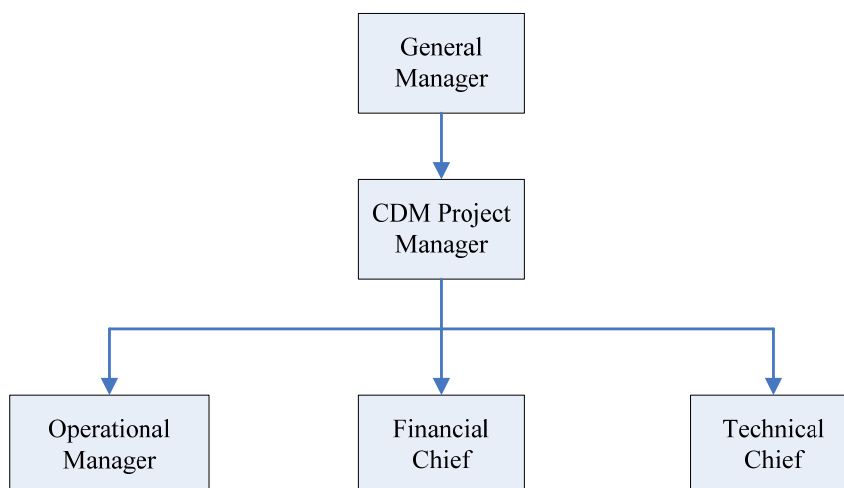 General
Manager
CDM Project
Manager
Operational
Manager
Financial
Chief
Technical
Chief